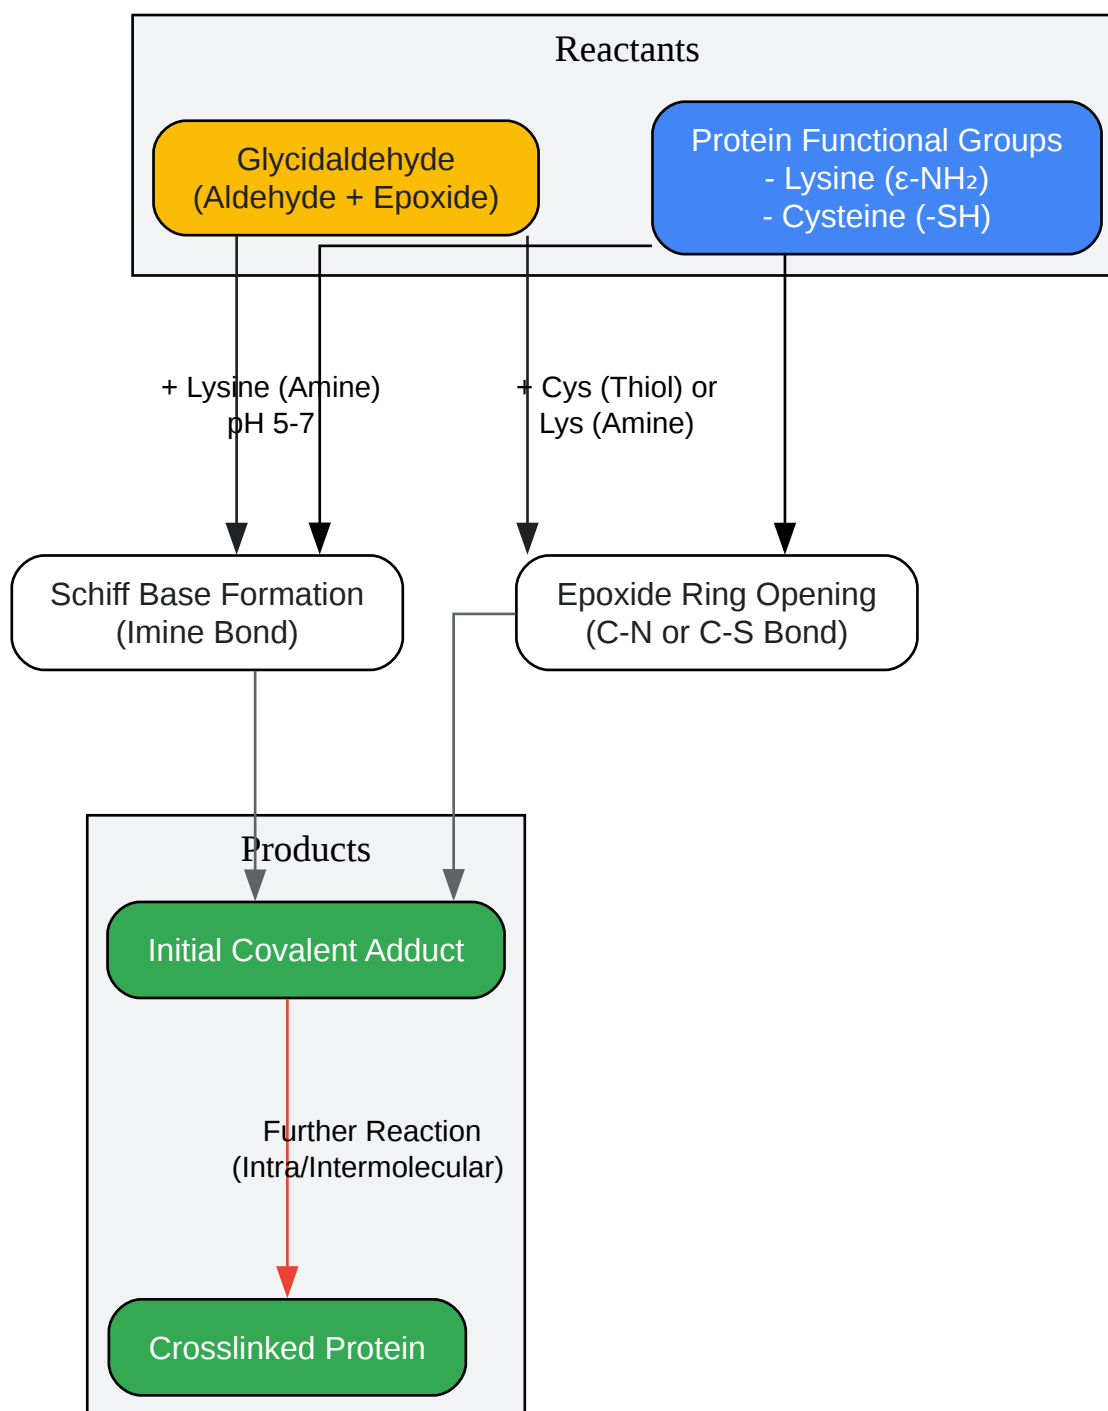 Reactants
Glycidaldehyde
(Aldehyde + Epoxide)
Protein Functional Groups
- Lysine (ε-NH₂)
- Cysteine (-SH)
+ Lysine (Amine)
pH 5-7
+ Cys (Thiol) or
Lys (Amine)
Schiff Base Formation
(Imine Bond)
Epoxide Ring Opening
(C-N or C-S Bond)
Products
Initial Covalent Adduct
Further Reaction
(Intra/Intermolecular)
Crosslinked Protein